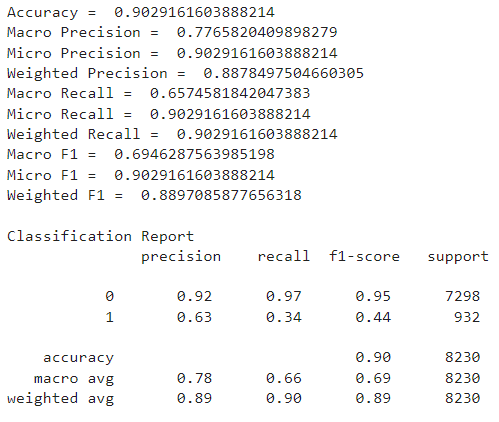 Accuracy =  0.9029161603888214
Macro Precision =  0.7765820409898279
Micro Precision =  0.9029161603888214
Weighted Precision =  0.8878497504660305
Macro Recall =  0.6574581842047383
Micro Recall =  0.9029161603888214
Weighted Recall =  0.9029161603888214
Macro F1 =  0.6946287563985198
Micro F1 =  0.9029161603888214
Weighted F1 =  0.8897085877656318
Classification Report
precision    recall  f1-score   support
0       0.92      0.97      0.95      7298
1       0.63      0.34      0.44       932
accuracy                           0.90      8230
macro avg       0.78      0.66      0.69      8230
weighted avg       0.89      0.90      0.89      8230